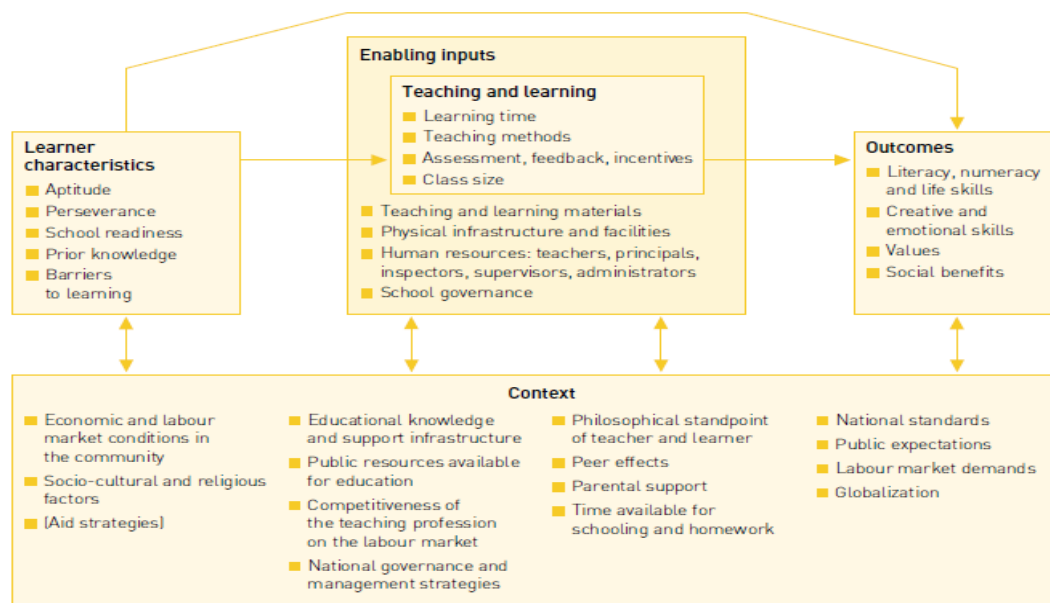 Enabling inputs
Teaching and learning
Learning time
Teaching methods
Assessment, feedback, incentives
Class size
Teaching and learning materials
Physical infrastructure and facilities
Human resources: teachers, principals,
inspectors, supervisors, administrators
School governance
Learner
characteristics
Aptitude
Perseverance
School readiness
Prior knowledge
Barriers
to learning
Outcomes
Literacy, numeracy
and life skills
Creative and
emotional skills
Values
Social benefits
Context
Economic and labour
market conditions in
the community
Socio-cultural and religious
factors
(Aid strategies)
Educational knowledge
and support infrastructure
Public resources available
for education
Competitiveness of
the teaching profession
on the labour market
National governance and
management strategies
Philosophical standpoint
of teacher and learner
Peer effects
Parental support
Time available for
schooling and homework
National standards
Public expectations
Labour market demands
Globalization